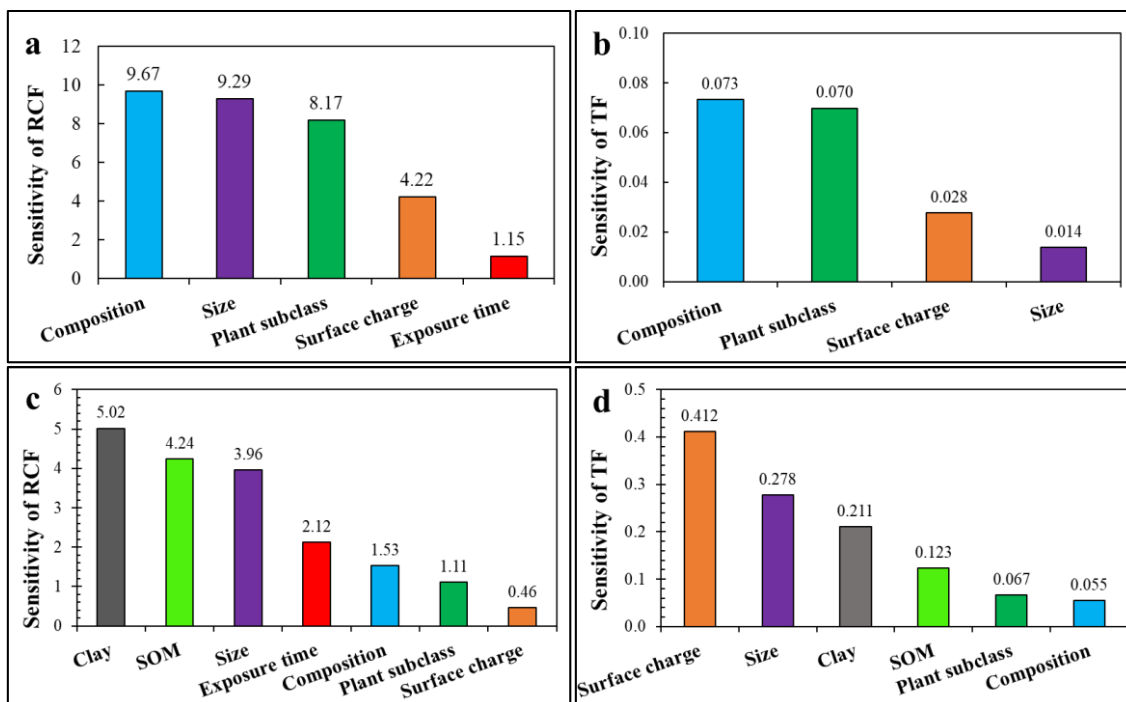 a
Sensitivity of RCF
12
10
8
6
4
2
0
9.67
9.29
8.17
4.22
1.15
Composition
Size
Plant subclass
Surface charge
Exposure time
b
Sensitivity of TF
0.10
0.08
0.06
0.04
0.02
0.00
0.073
0.070
0.028
0.014
Composition
Plant subclass
Surface charge
Size
c
Sensitivity of RCF
6
5
4
3
2
1
0
5.02
4.24
3.96
2.12
1.53
1.11
0.46
Clay
SOM
Size
Exposure time
Composition
Plant subclass
Surface charge
d
Sensitivity of TF
0.5
0.4
0.3
0.2
0.1
0.0
0.412
0.278
0.211
0.123
0.067
0.055
Surface charge
Size
Clay
SOM
Plant subclass
Composition